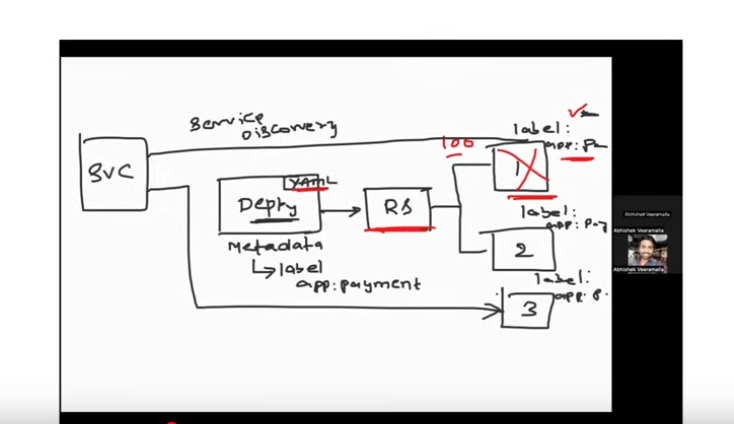 service
Discovery
100
label:
app: pa
SVC
1
YAML
Deploy
RS
label:
app: pay
Metadata
2
↳ label
app: payment
label:
app: p.
3
Abhishek Veeramalla
Abhishek Veeramalla
Abhishek Veeramalla